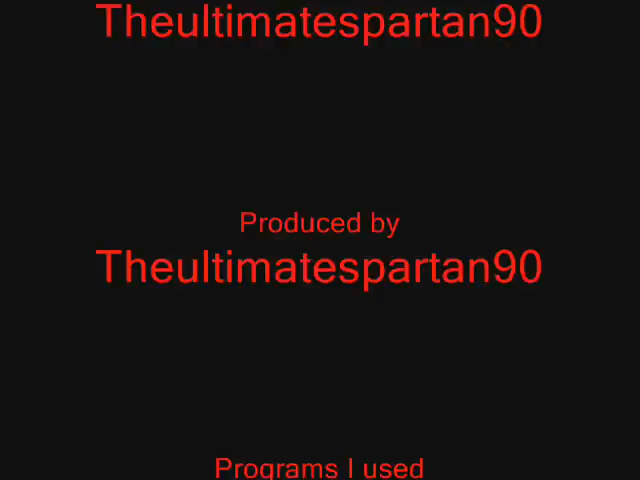 Theultimatespartan90
Produced by
Theultimatespartan90
Programs I used